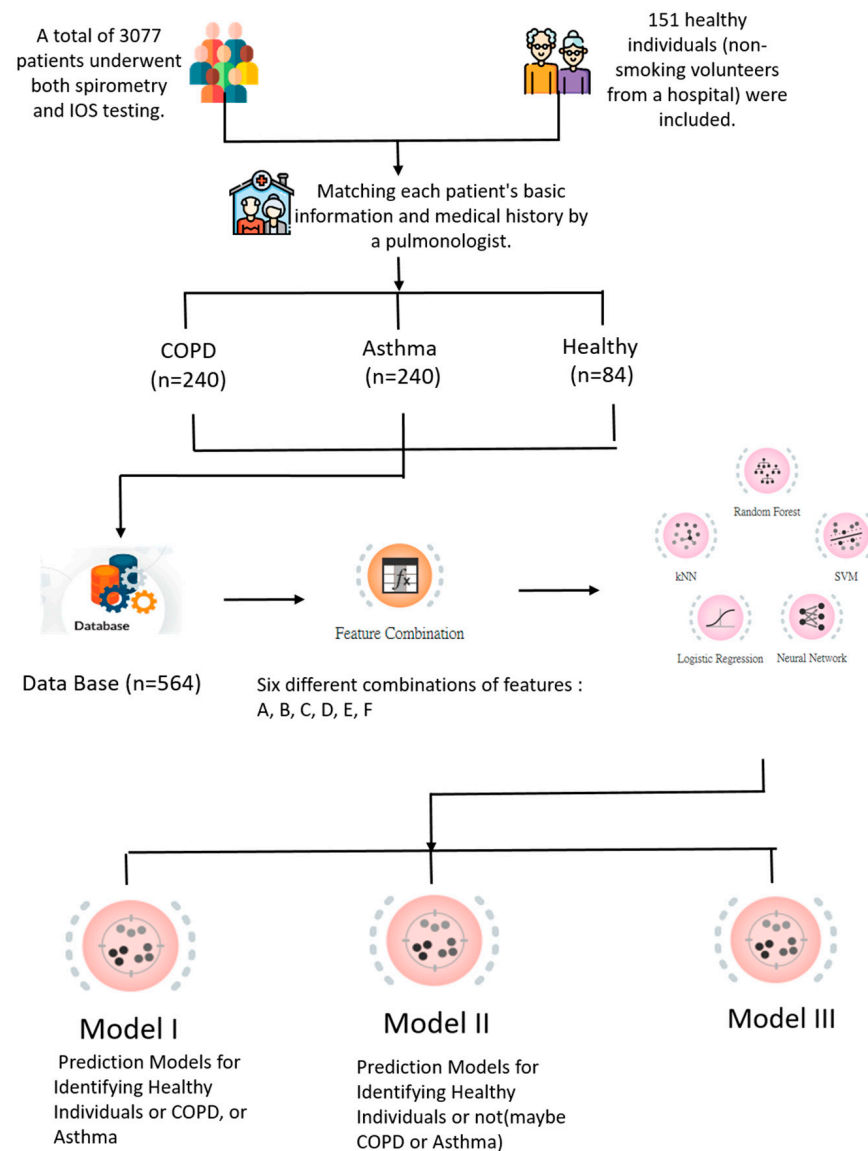 A total of 3077
patients underwent
both spirometry
and IOS testing.
151 healthy
individuals (non-
smoking volunteers
from a hospital) were
included.
Matching each patient's basic
information and medical history by
a pulmonologist.
COPD
(n=240)
Asthma
(n=240)
Healthy
(n=84)
Random Forest
kNN
SVM
Logistic Regression
Neural Network
Database
fx
Feature Combination
Data Base (n=564)
Six different combinations of features :
A, B, C, D, E, F
Model I
Prediction Models for
Identifying Healthy
Individuals or COPD, or
Asthma
Model II
Prediction Models for
Identifying Healthy
Individuals or not(maybe
COPD or Asthma)
Model III